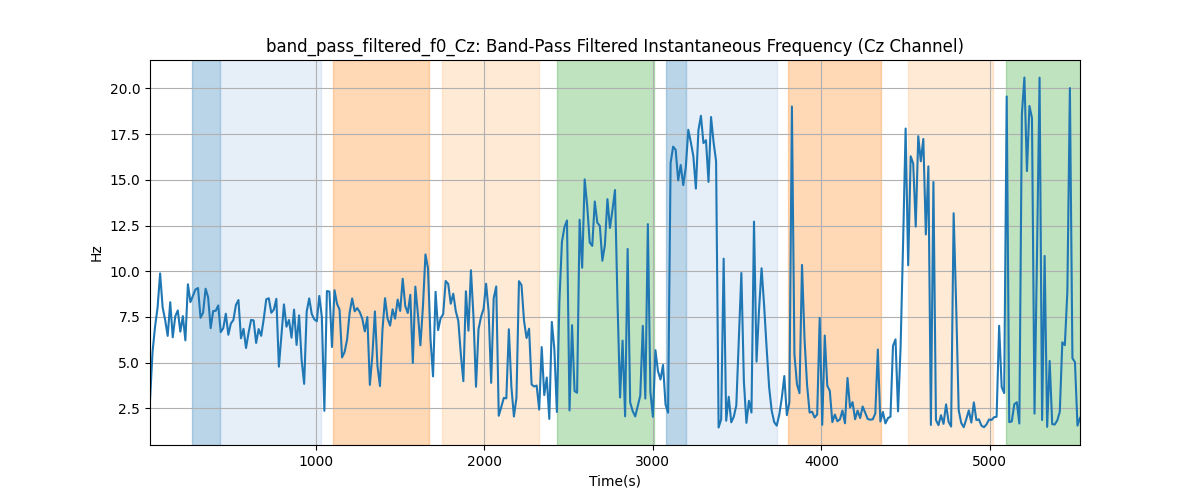 band_pass_filtered_f0_Cz: Band-Pass Filtered Instantaneous Frequency (Cz Channel)
20.0
17.5
15.0
12.5
10.0
7.5
5.0
2.5
Hz
1000 2000 3000 4000 5000
Time(s)